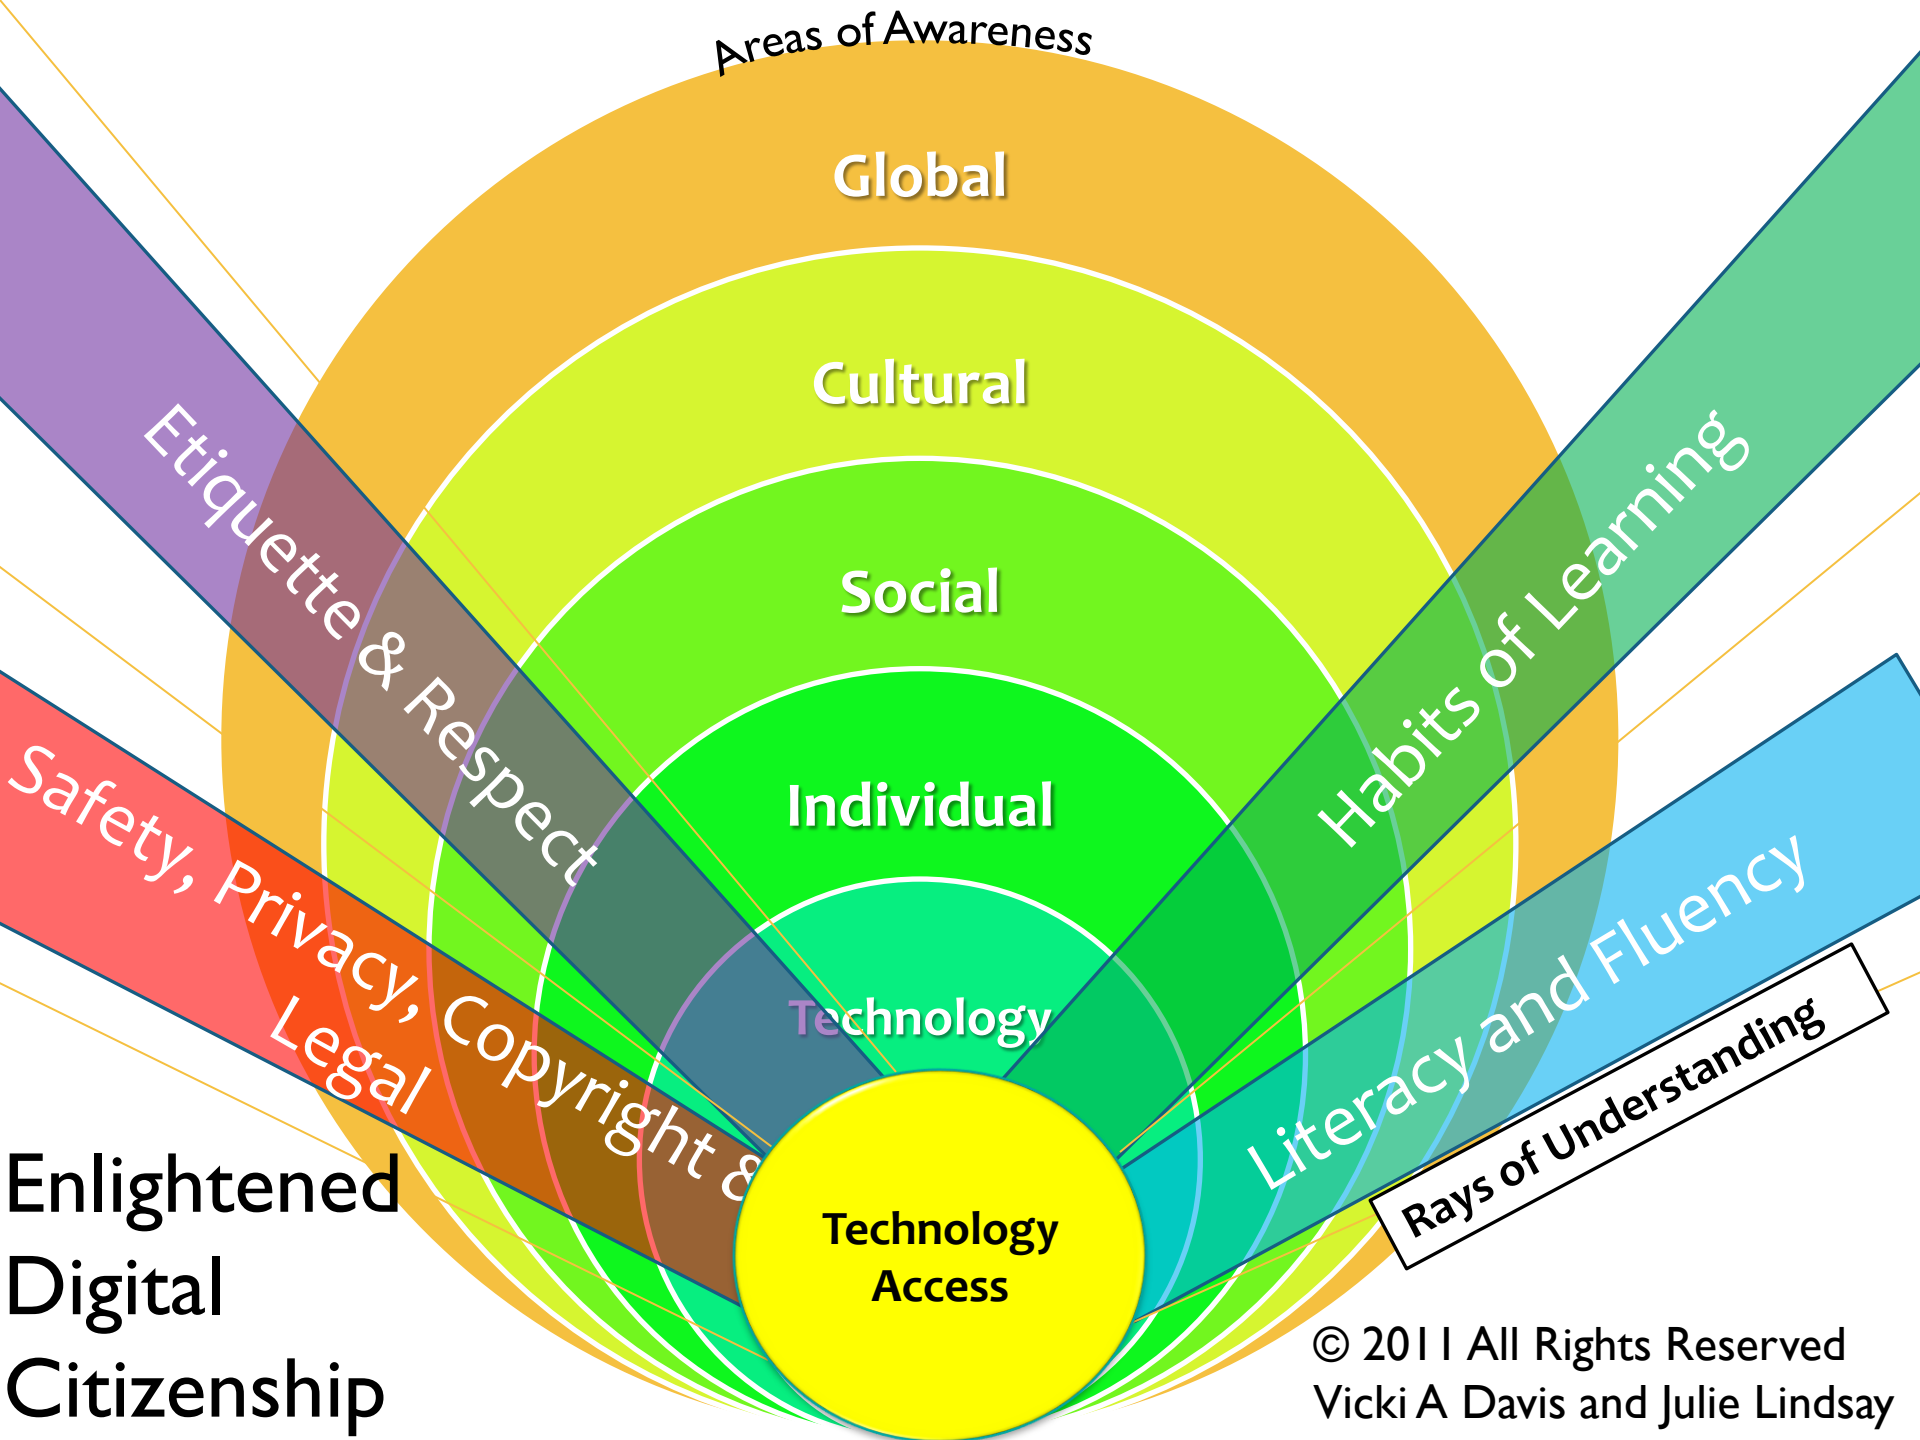 Areas of Awareness
Global
Cultural
Social
Individual
Technology
Etiquette & Respect
Habits of Learning
Safety, Privacy, Copyright &
Legal
Literacy and Fluency
Rays of Understanding
Technology
Access
Enlightened
Digital
Citizenship
© 2011 All Rights Reserved
Vicki A Davis and Julie Lindsay